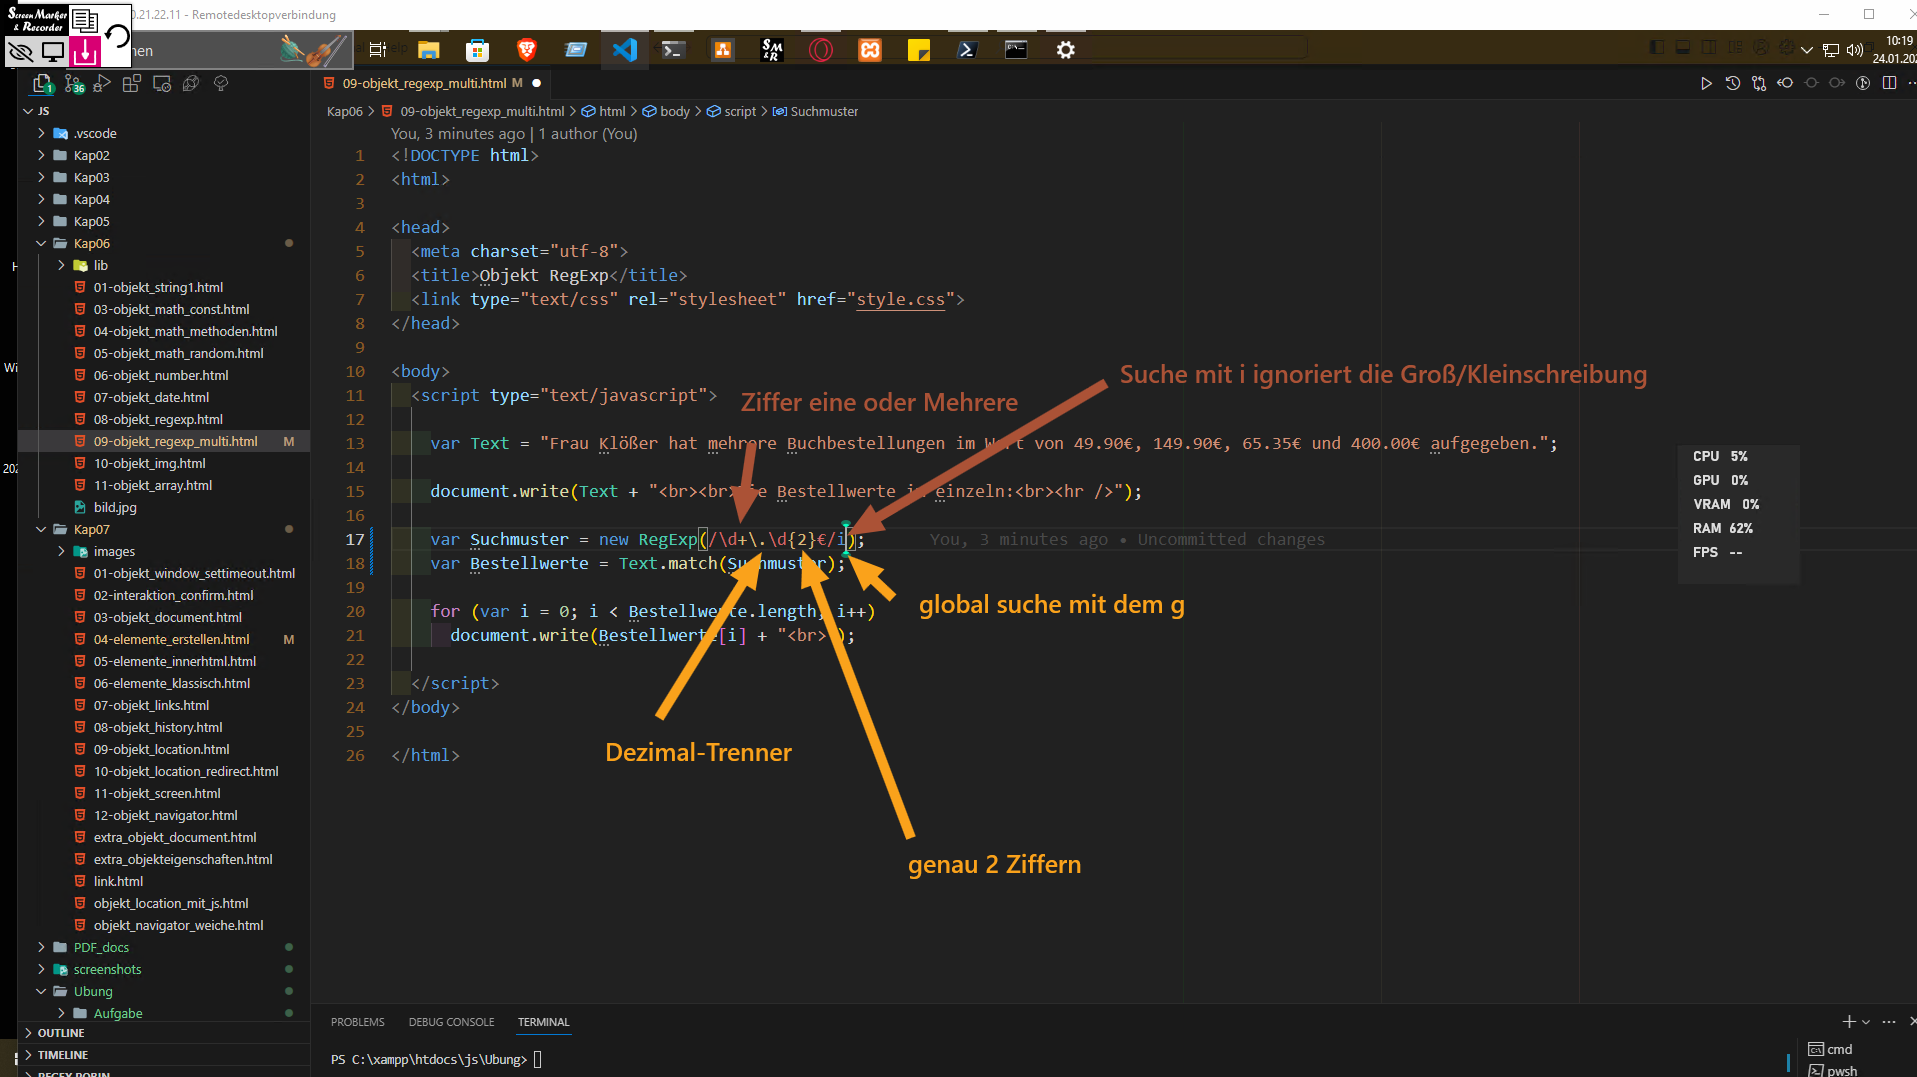 Screen Marker
& Recorder
0.21.22.11 - Remotedesktopverbindung
nen
10:19
24.01.202
09-objekt_regexp_multi.html M
Kap06 > 09-objekt_regexp_multi.html > html > body > script > Suchmuster
You, 3 minutes ago | 1 author (You)
JS
.vscode
Kap02
Kap03
Kap04
Kap05
Kap06
lib
01-objekt_string1.html
03-objekt_math_const.html
04-objekt_math_methoden.html
05-objekt_math_random.html
06-objekt_number.html
07-objekt_date.html
08-objekt_regexp.html
09-objekt_regexp_multi.html M
10-objekt_img.html
11-objekt_array.html
bild.jpg
Kap07
images
01-objekt_window_settimeout.html
02-interaktion_confirm.html
03-objekt_document.html
04-elemente_erstellen.html M
05-elemente_innerhtml.html
06-elemente_klassisch.html
07-objekt_links.html
08-objekt_history.html
09-objekt_location.html
10-objekt_location_redirect.html
11-objekt_screen.html
12-objekt_navigator.html
extra_objekt_document.html
extra_objekteigenschaften.html
link.html
objekt_location_mit_js.html
objekt_navigator_weiche.html
PDF_docs
screenshots
Ubung
Aufgabe
OUTLINE
TIMELINE
1 <!DOCTYPE html>
2 <html>
3
4 <head>
5 <meta charset="utf-8">
6 <title>Objekt RegExp</title>
7 <link type="text/css" rel="stylesheet" href="style.css">
8 </head>
9
10 <body>
11 <script type="text/javascript">
12
13 var Text = "Frau Klößer hat mehrere Buchbestellungen im Wert von 49.90€, 149.90€, 65.35€ und 400.00€ aufgegeben.";
14
15 document.write(Text + "<br><br>Die Bestellwerte in einzeln:<br><hr />");
16
17 var Suchmuster = new RegExp(/\d+\.\d{2}€/i); You, 3 minutes ago • Uncommitted changes
18 var Bestellwerte = Text.match(Suchmuster);
19
20 for (var i = 0; i < Bestellwerte.length; i++)
21 document.write(Bestellwerte[i] + "<br>");
22
23 </script>
24 </body>
25
26 </html>
Suche mit i ignoriert die Groß/Kleinschreibung
Ziffer eine oder Mehrere
global suche mit dem g
Dezimal-Trenner
genau 2 Ziffern
CPU 5%
GPU 0%
VRAM 0%
RAM 62%
FPS --
PROBLEMS DEBUG CONSOLE TERMINAL
PS C:\xampp\htdocs\js\Ubung>
cmd
pwsh